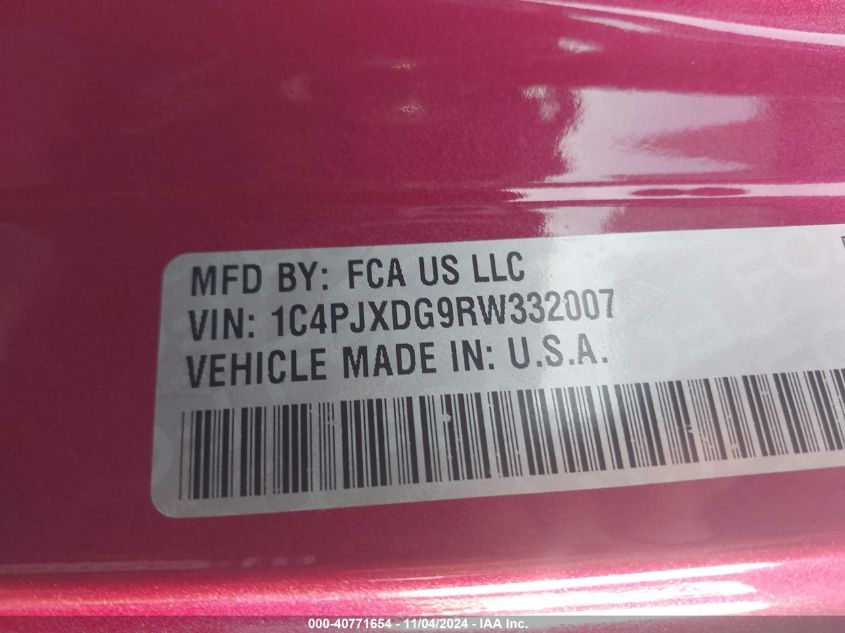 MFD BY: FCA US LLC
VIN: 1C4PJXDG9RW332007
VEHICLE MADE IN: U.S.A.
000-40771654 - 11/04/2024 - © IAA Inc.